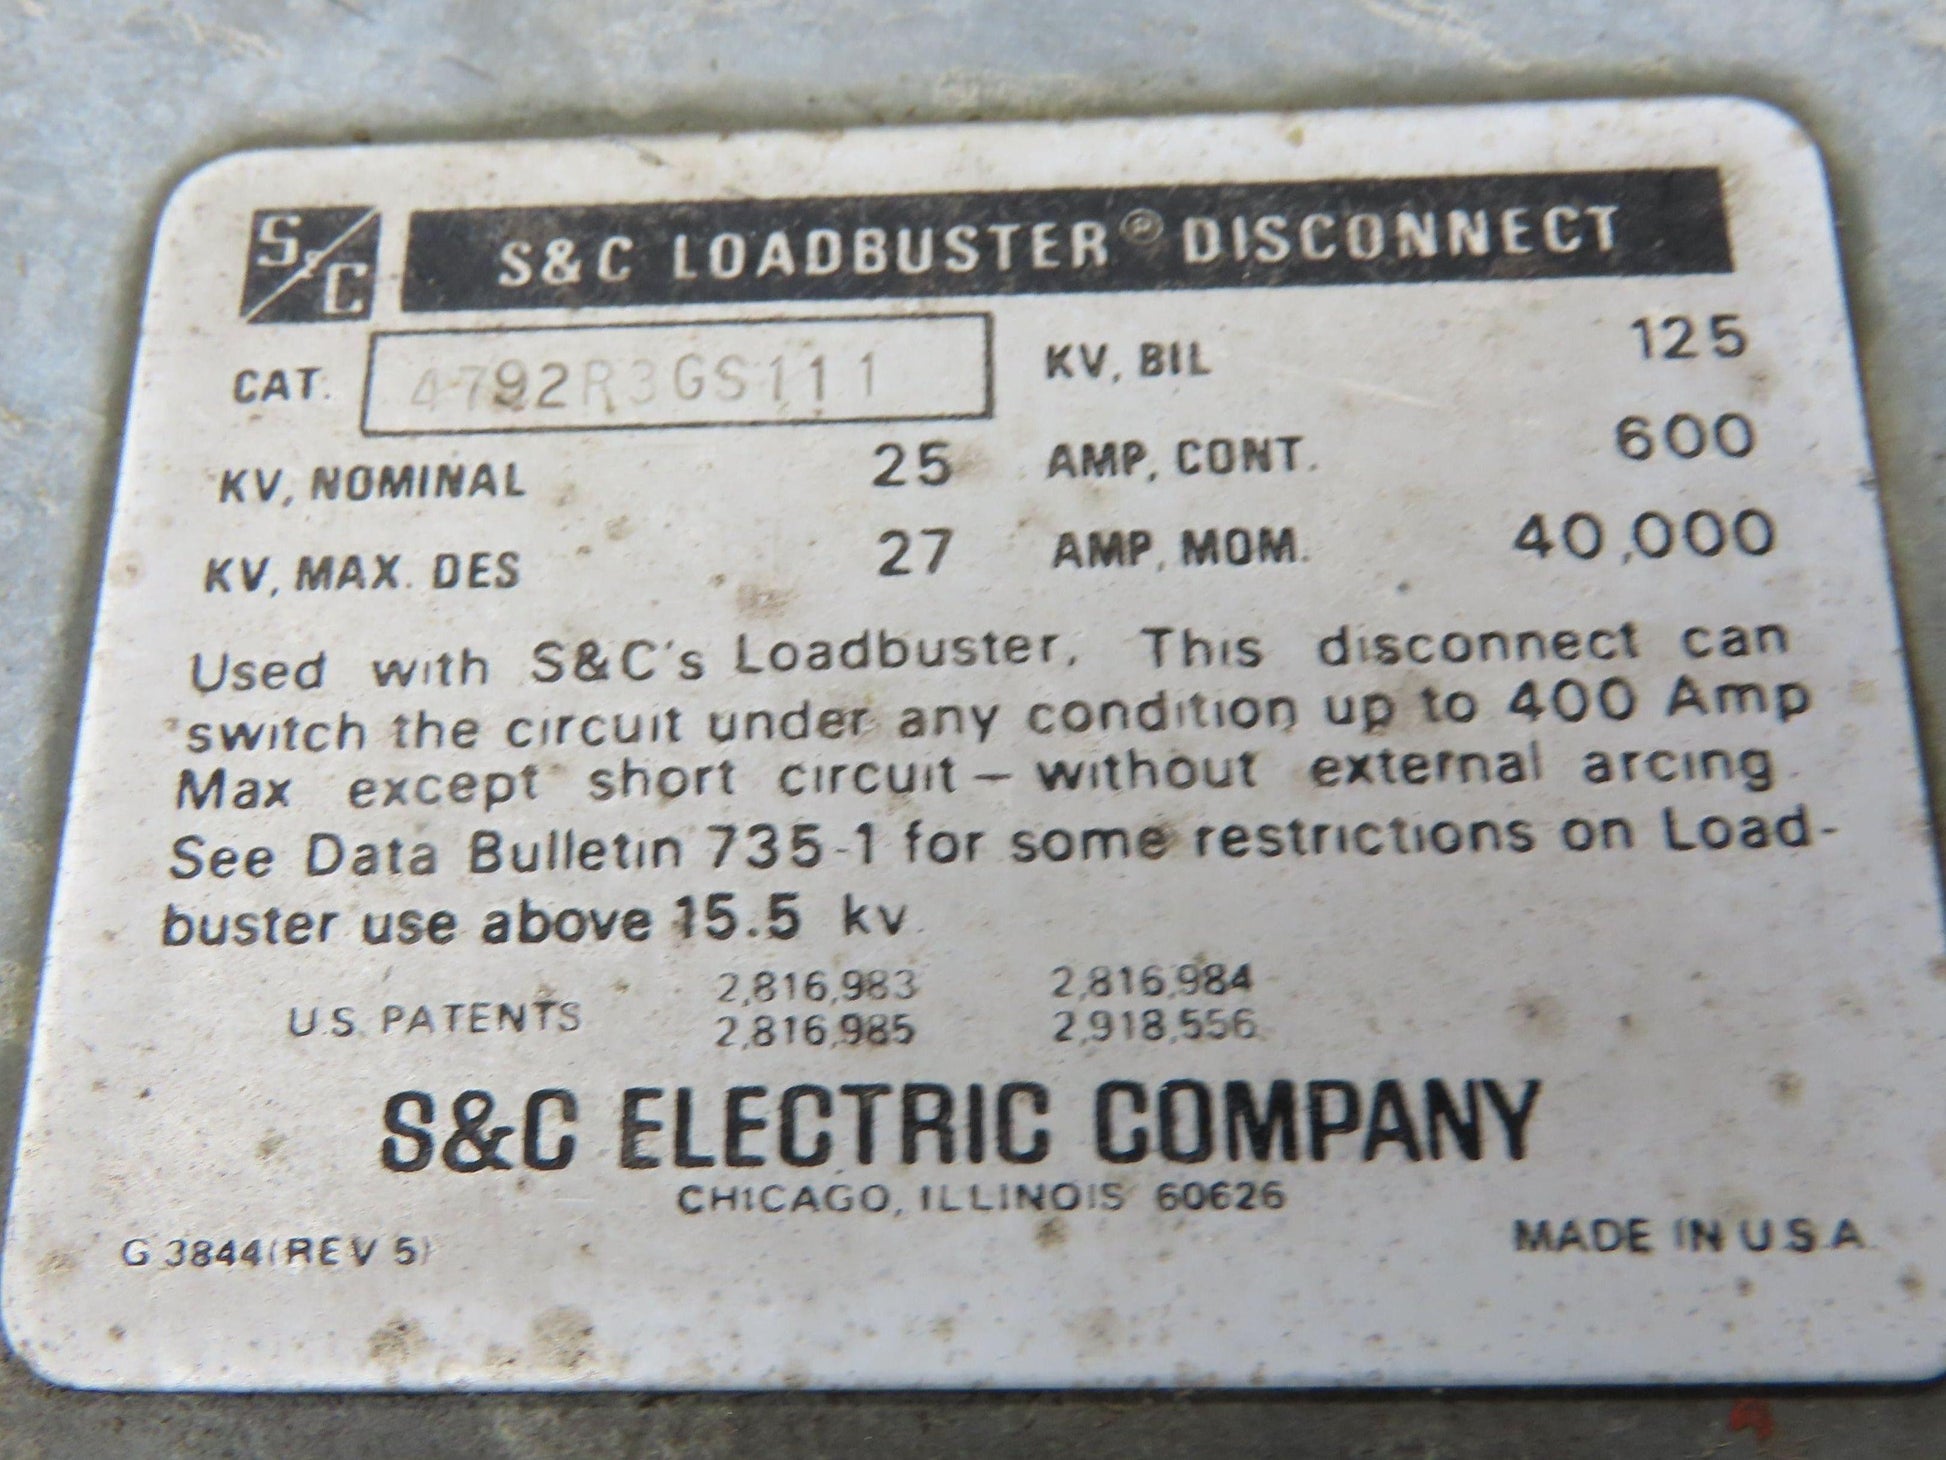 S&C
S&C LOADBUSTER® DISCONNECT
CAT. 4792R3GS111
KV, BIL 125
KV, NOMINAL 25
AMP, CONT. 600
KV, MAX. DES 27
AMP, MOM. 40,000
Used with S&C's Loadbuster. This disconnect can
switch the circuit under any condition up to 400 Amp
Max except short circuit — without external arcing.
See Data Bulletin 735-1 for some restrictions on Load-
buster use above 15.5 kv.
U.S. PATENTS 2,816,983 2,816,984
2,816,985 2,918,556
S&C ELECTRIC COMPANY
CHICAGO, ILLINOIS 60626
G 3844 (REV 5)
MADE IN U.S.A.